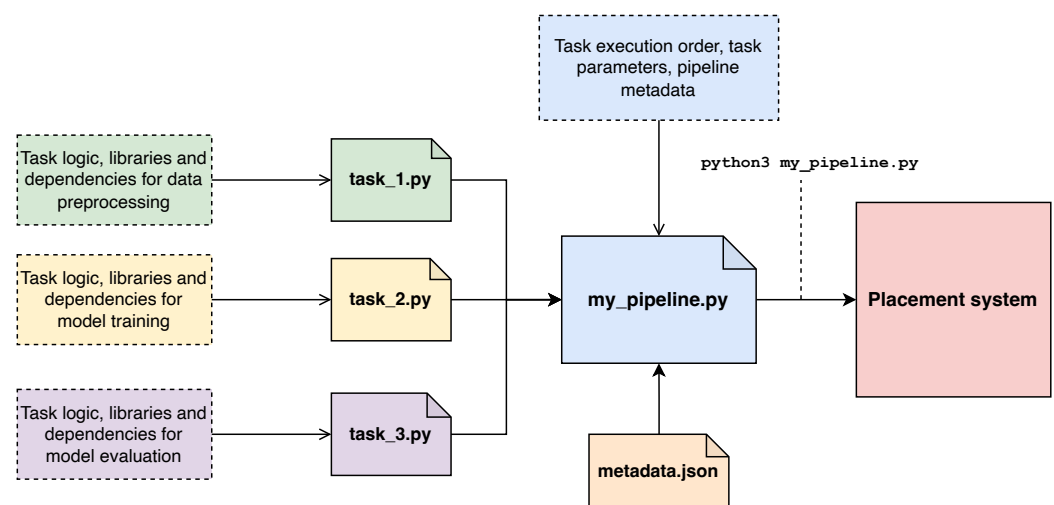 Task execution order, task
parameters, pipeline
metadata
Task logic, libraries and
dependencies for data
preprocessing
task_1.py
python3 my_pipeline.py
Task logic, libraries and
dependencies for
model training
task_2.py
my_pipeline.py
Placement system
Task logic, libraries and
dependencies for
model evaluation
task_3.py
metadata.json